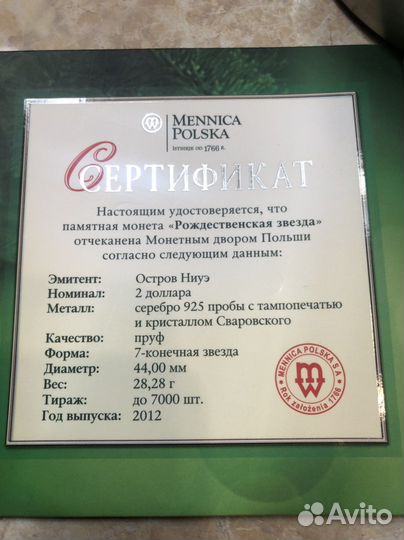 MENNICA
POLSKA
ISTNIEJE OD 1766 R.
СЕРТИФИКАТ
Настоящим удостоверяется, что
памятная монета «Рождественская звезда»
отчеканена Монетным двором Польши
согласно следующим данным:
Эмитент: Остров Ниуэ
Номинал: 2 доллара
Металл: серебро 925 пробы с тампопечатью
и кристаллом Сваровского
Качество: пруф
Форма: 7-конечная звезда
Диаметр: 44,00 мм
Вес: 28,28 г
Тираж: до 7000 шт.
Год выпуска: 2012
MENNICA POLSKA S.A.
Rok założenia 1766
Avito